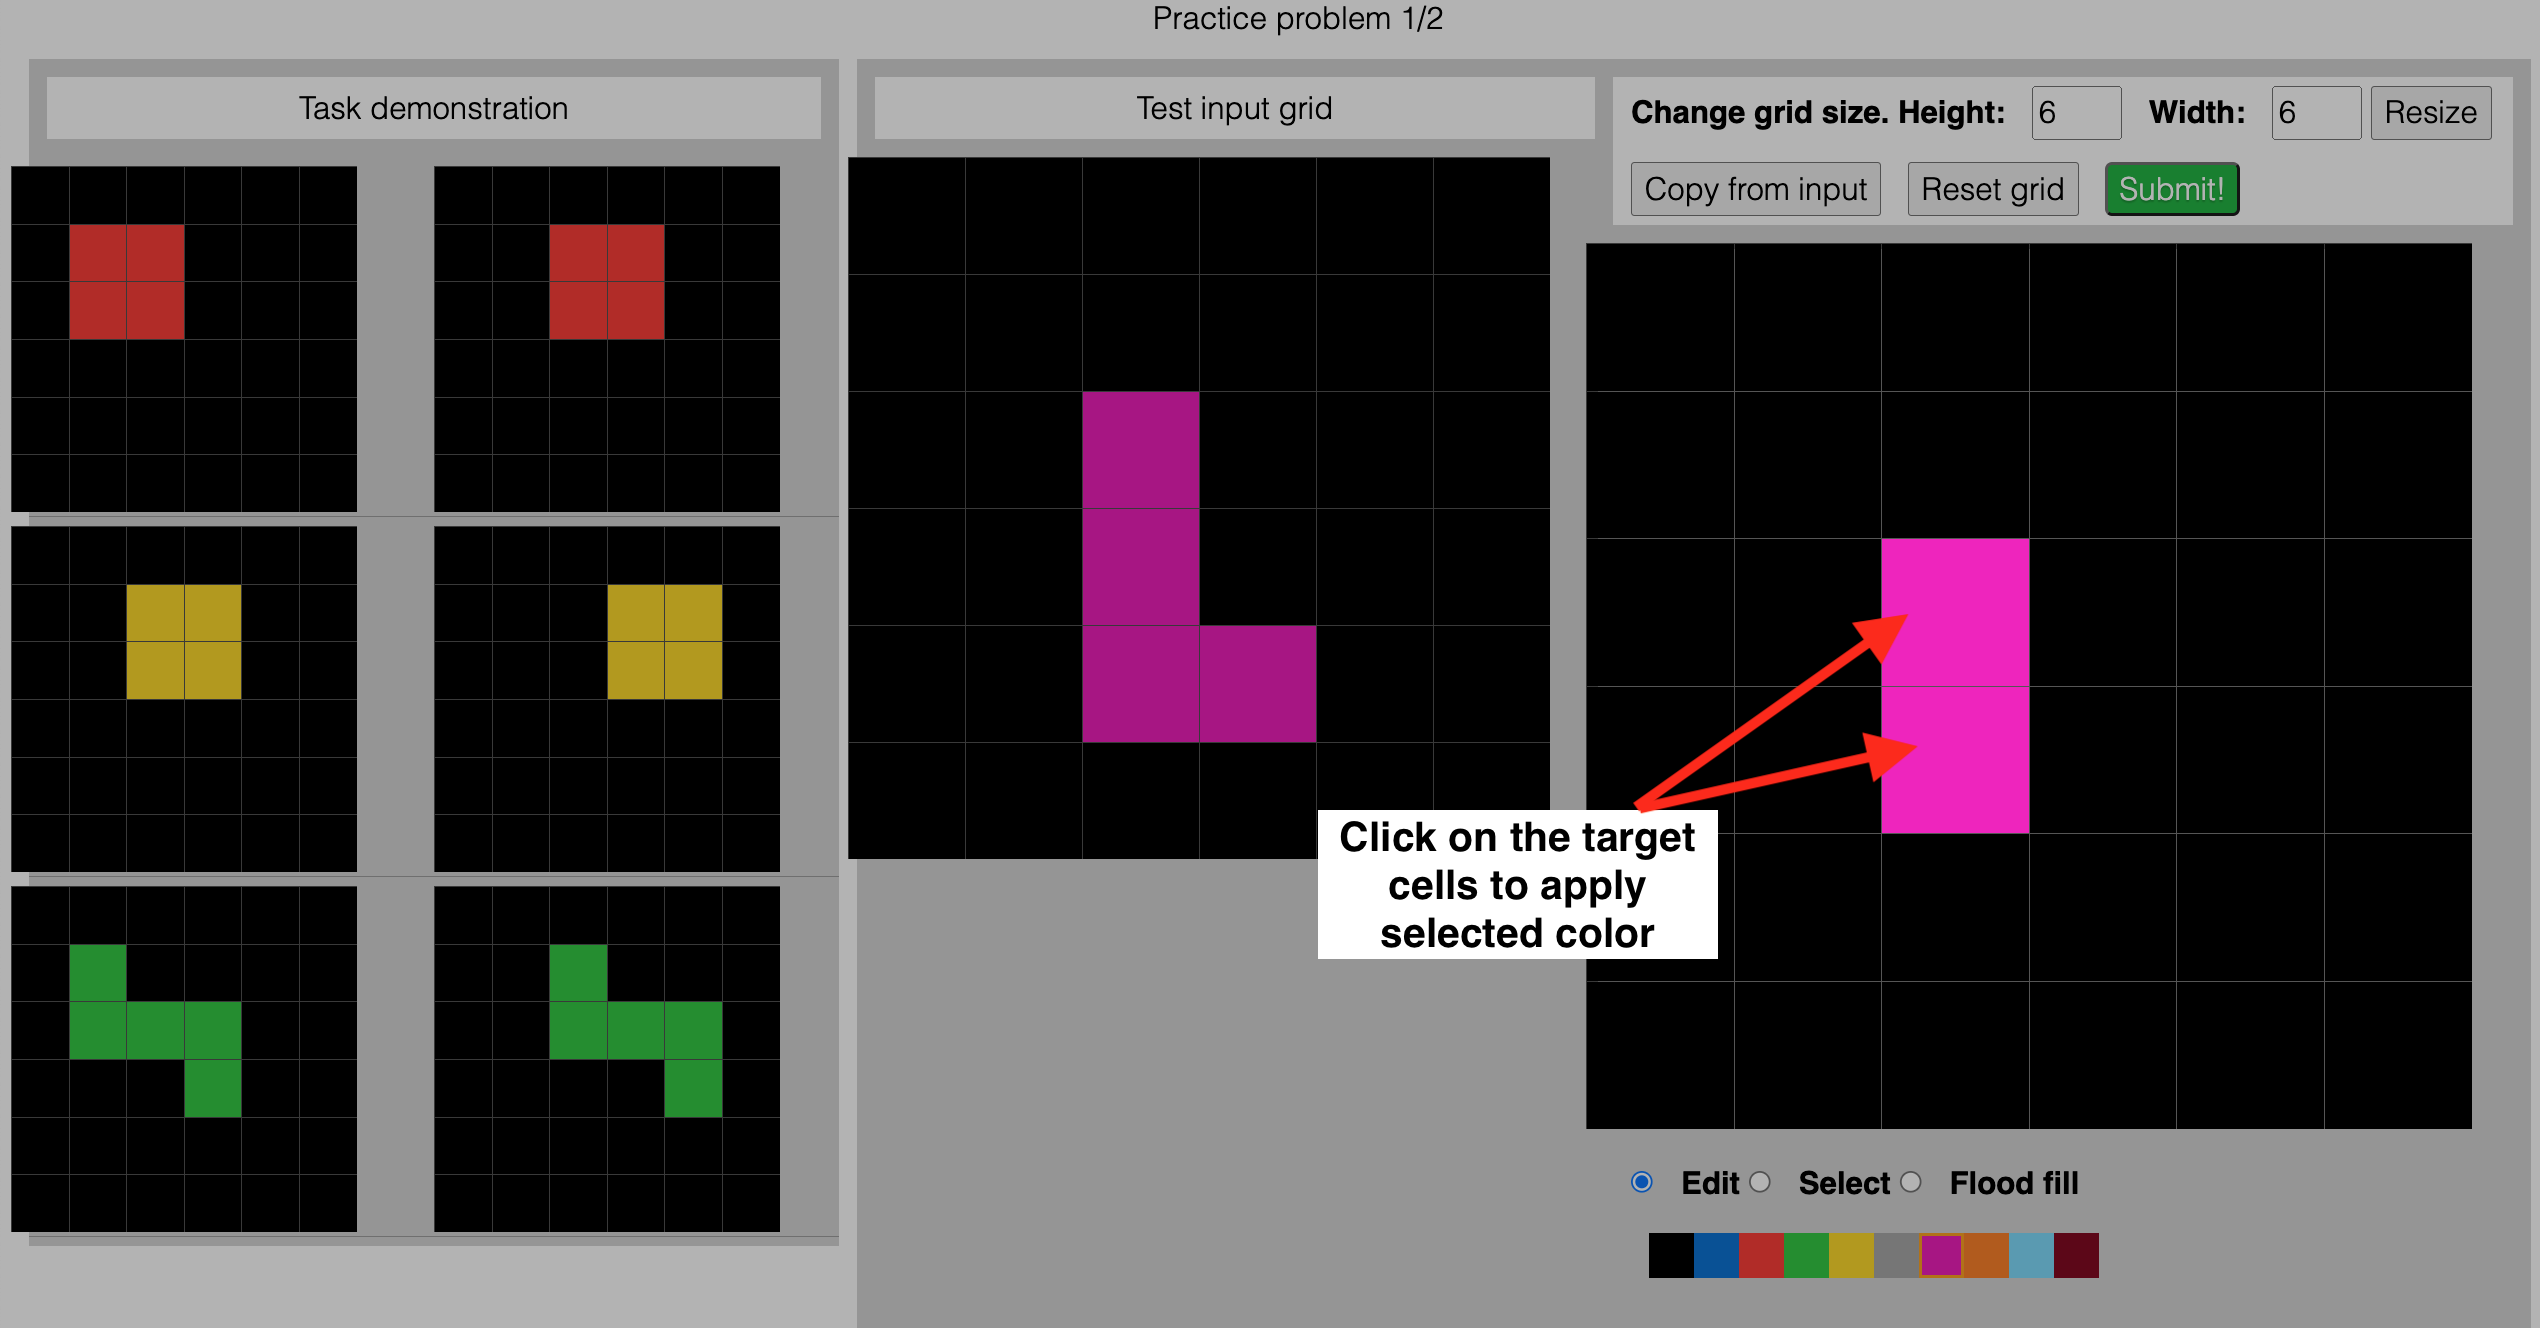 Practice problem 1/2
Task demonstration
Test input grid
Change grid size. Height: 6 Width: 6 Resize
Copy from input Reset grid Submit!
Click on the target
cells to apply
selected color
Edit Select Flood fill